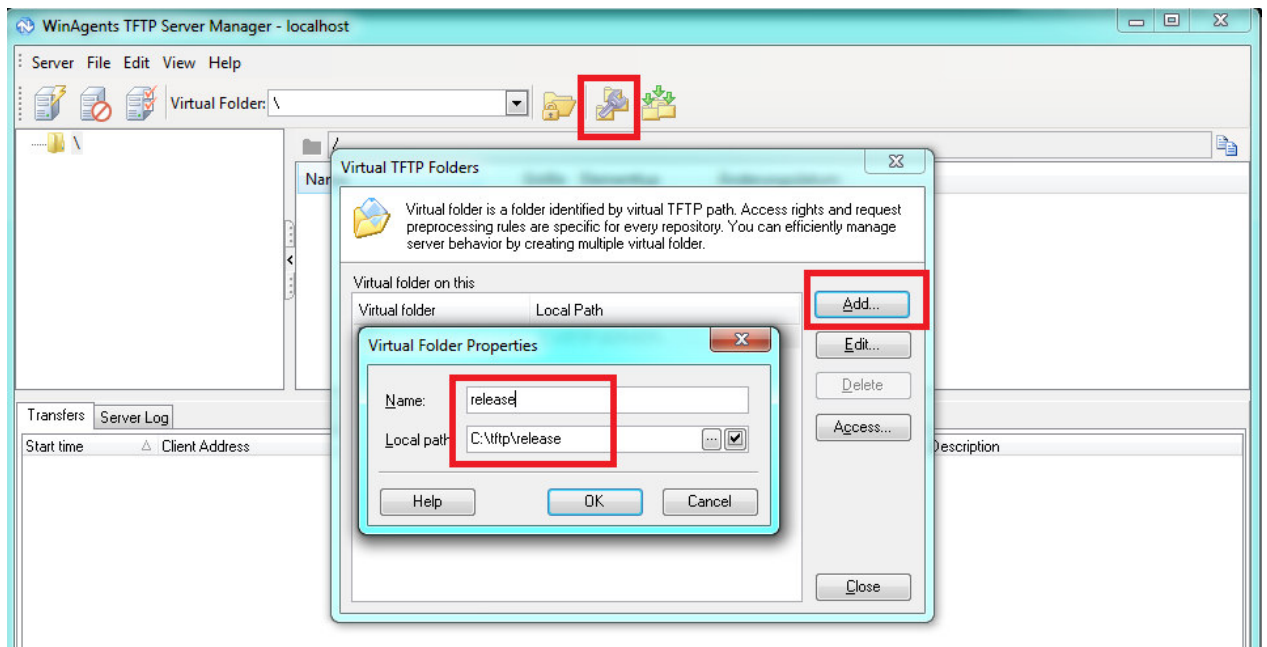 WinAgents TFTP Server Manager - localhost
Server File Edit View Help
Virtual Folder: \
\
/
Virtual TFTP Folders
Virtual folder is a folder identified by virtual TFTP path. Access rights and request
preprocessing rules are specific for every repository. You can efficiently manage
server behavior by creating multiple virtual folder.
Virtual folder on this
Virtual folder Local Path
Add...
Edit...
Delete
Access...
Virtual Folder Properties
Name: release
Local path C:\tftp\release
...
Help OK Cancel
Close
Transfers Server Log
Start time Client Address Description